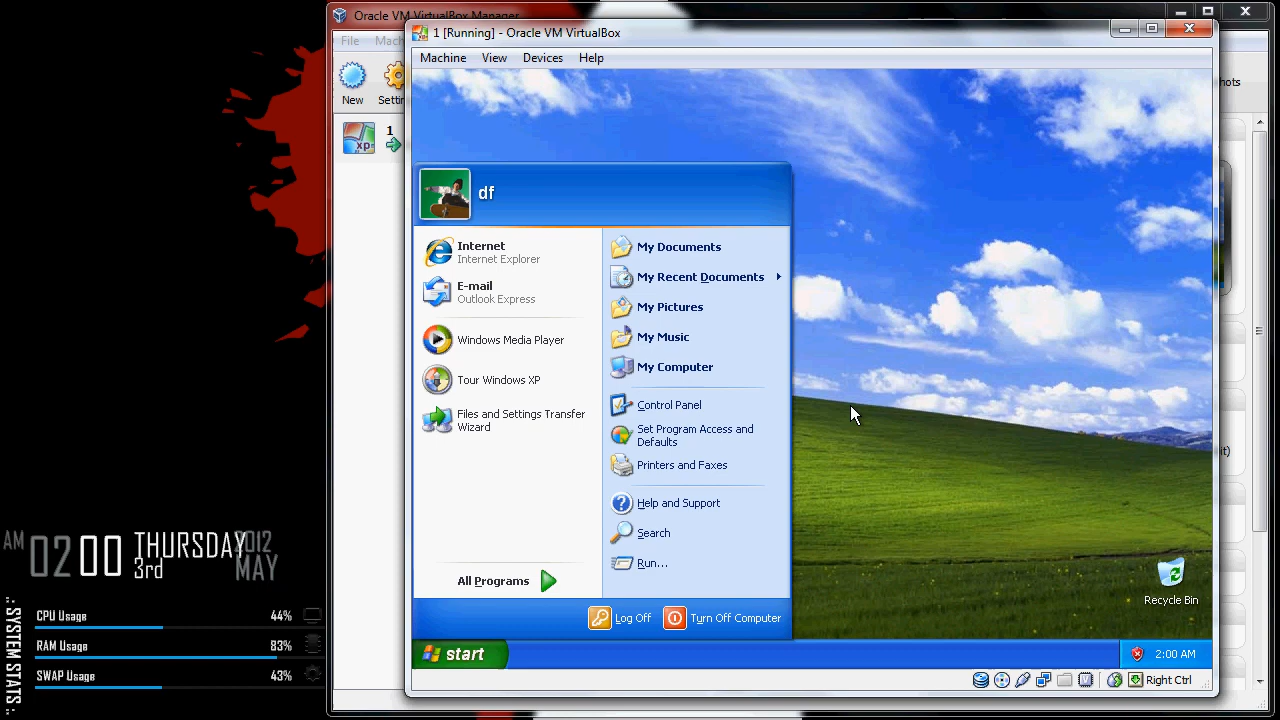 Oracle VM VirtualBox Manager
1 [Running] - Oracle VM VirtualBox
File
Machine View Devices Help
New
1
xp
df
Internet
Internet Explorer
E-mail
Outlook Express
Windows Media Player
Tour Windows XP
Files and Settings Transfer
Wizard
All Programs
My Documents
My Recent Documents
My Pictures
My Music
My Computer
Control Panel
Set Program Access and
Defaults
Printers and Faxes
Help and Support
Search
Run...
Log Off Turn Off Computer
Recycle Bin
2:00 AM
Right Ctrl
AM 02 00 THURSDAY 2012
3rd MAY
.: SYSTEM STATS :.
CPU Usage 44%
RAM Usage 83%
SWAP Usage 43%